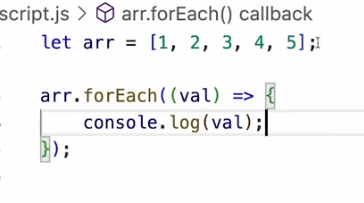 script.js > arr.forEach() callback
let arr = [1, 2, 3, 4, 5];
arr.forEach((val) => {
    console.log(val);
});